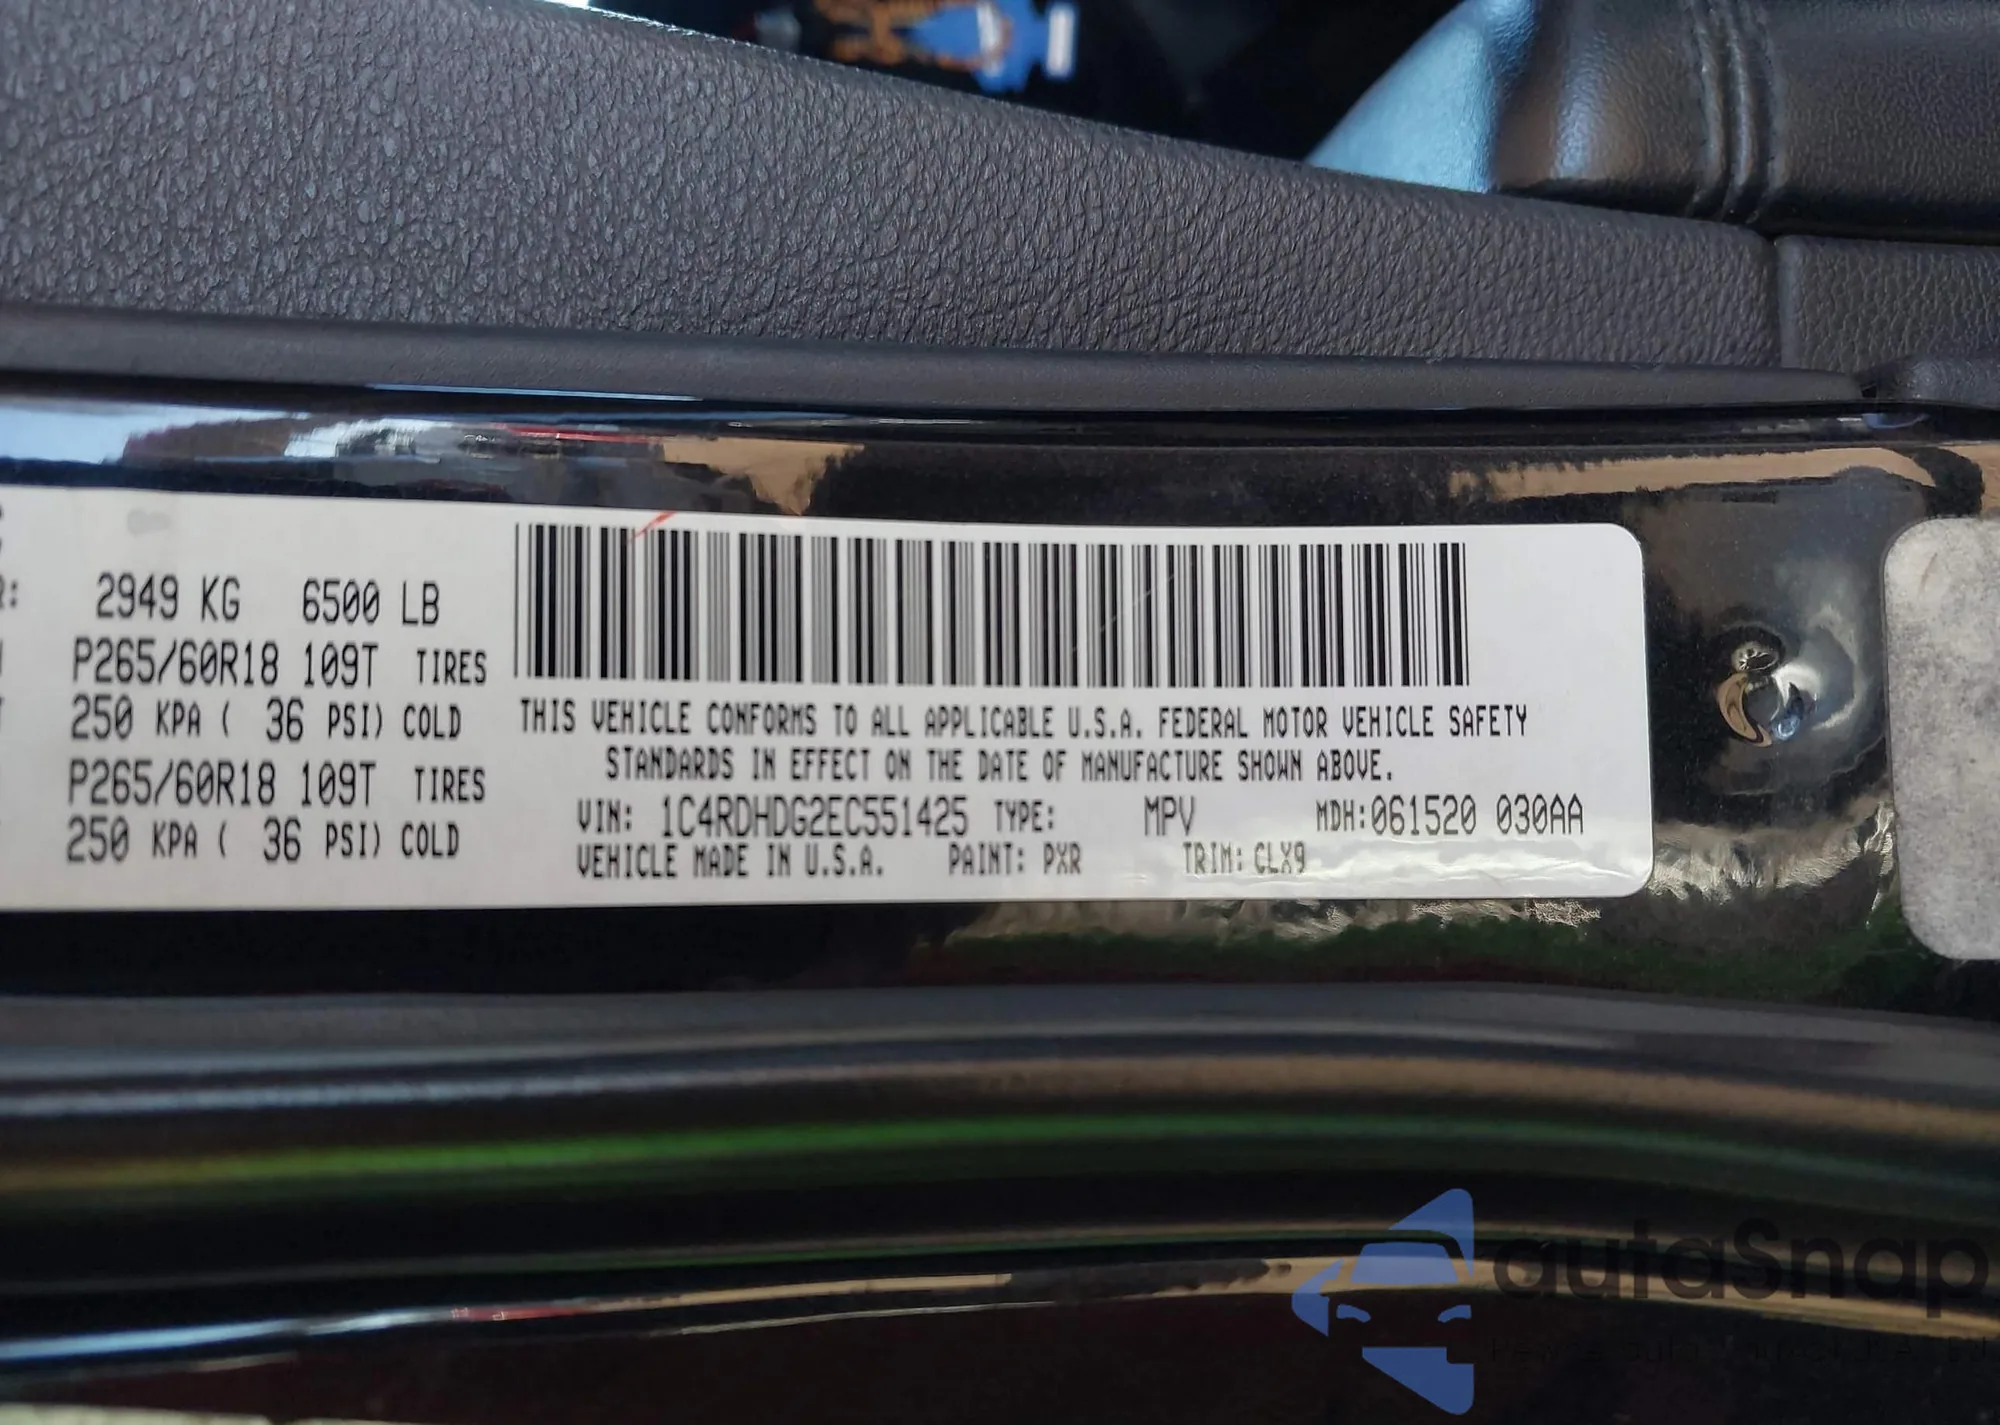 2949 KG 6500 LB
P265/60R18 109T TIRES
250 KPA ( 36 PSI) COLD
P265/60R18 109T TIRES
250 KPA ( 36 PSI) COLD
THIS VEHICLE CONFORMS TO ALL APPLICABLE U.S.A. FEDERAL MOTOR VEHICLE SAFETY
STANDARDS IN EFFECT ON THE DATE OF MANUFACTURE SHOWN ABOVE.
VIN: 1C4RDHDG2EC551425 TYPE: MPV MDH:061520 030AA
VEHICLE MADE IN U.S.A. PAINT: PXR TRIM: CLX9
autaSnap